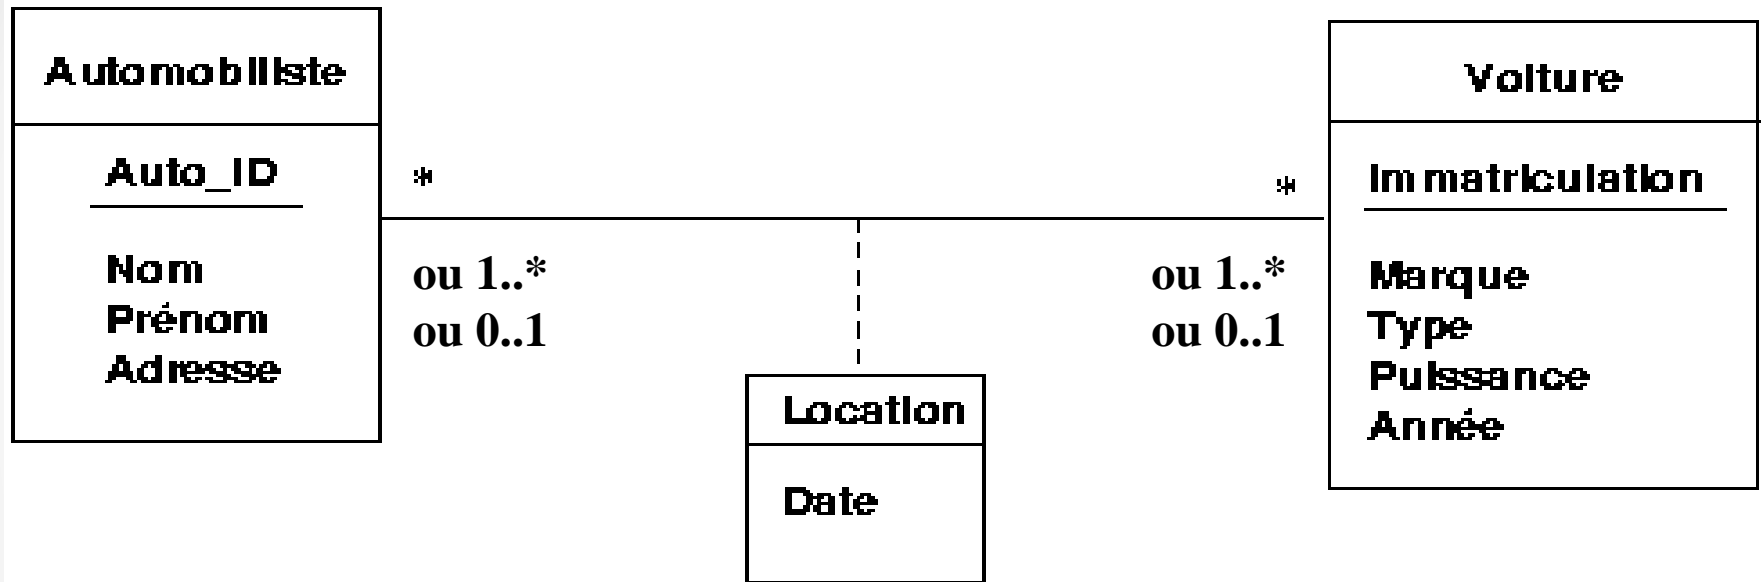 Automobiliste
Auto_ID
Nom
Prénom
Adresse
*
ou 1..*
ou 0..1
*
ou 1..*
ou 0..1
Location
Date
Voiture
Immatriculation
Marque
Type
Puissance
Année